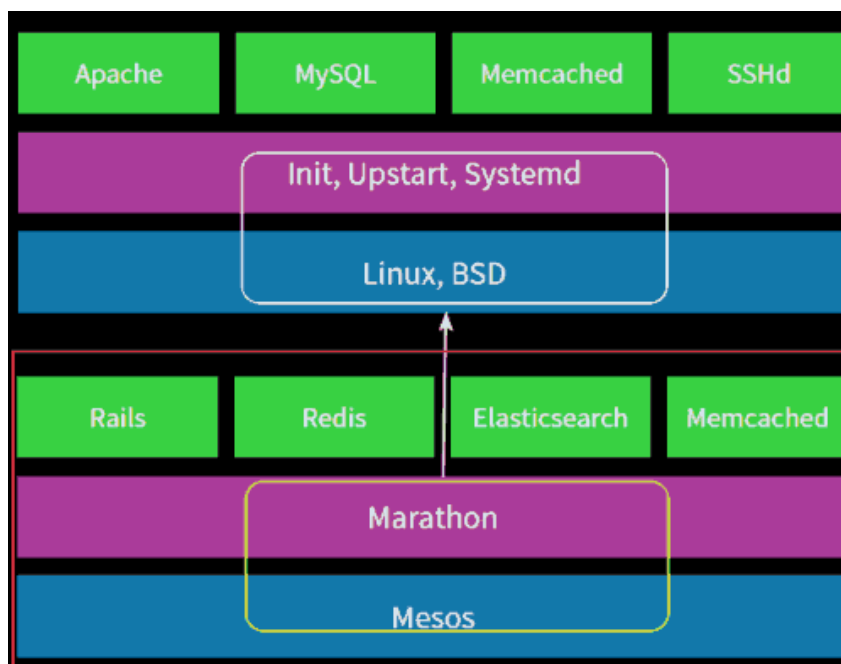 Apache MySQL Memcached SSHd
Init, Upstart, Systemd
Linux, BSD
Rails Redis Elasticsearch Memcached
Marathon
Mesos